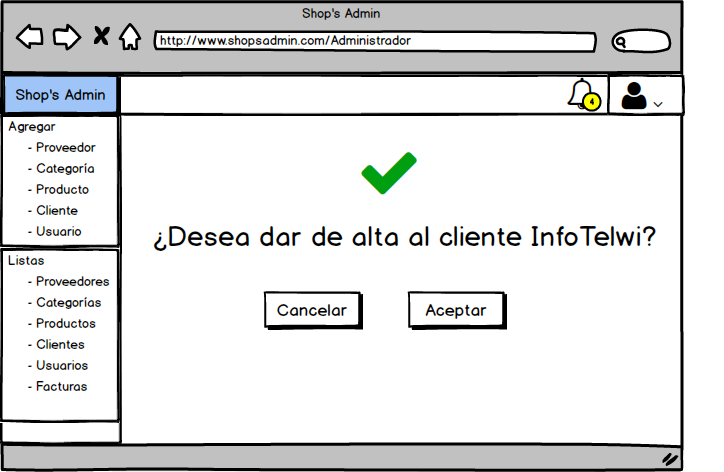 Shop's Admin
http://www.shopsadmin.com/Administrador
Shop's Admin
4
Agregar
- Proveedor
- Categoría
- Producto
- Cliente
- Usuario
Listas
- Proveedores
- Categorías
- Productos
- Clientes
- Usuarios
- Facturas
¿Desea dar de alta al cliente InfoTelwi?
Cancelar
Aceptar